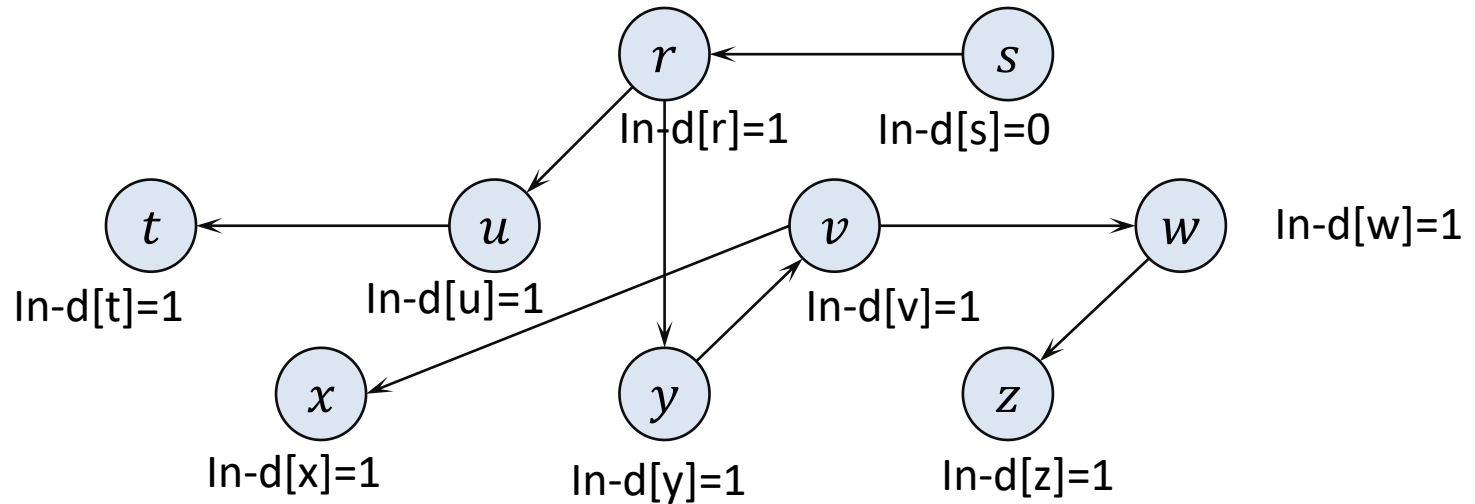 r
s
In-d[r]=1
In-d[s]=0
t
u
v
w
In-d[w]=1
In-d[t]=1
In-d[u]=1
In-d[v]=1
x
y
z
In-d[x]=1
In-d[y]=1
In-d[z]=1